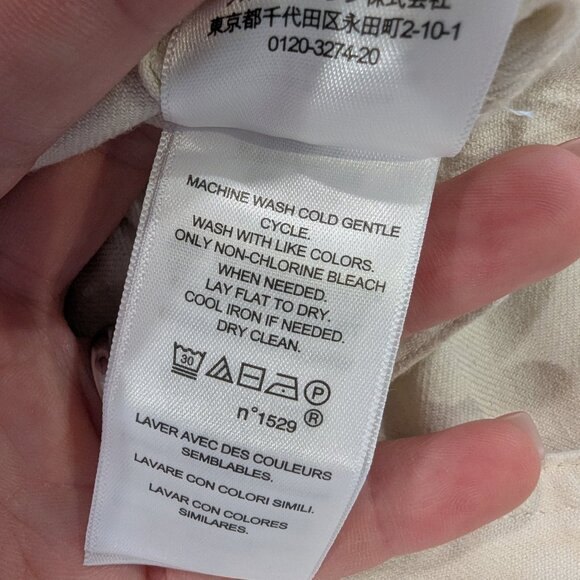 東京都千代田区永田町2-10-1
0120-3274-20
MACHINE WASH COLD GENTLE
CYCLE.
WASH WITH LIKE COLORS.
ONLY NON-CHLORINE BLEACH
WHEN NEEDED.
LAY FLAT TO DRY.
COOL IRON IF NEEDED.
DRY CLEAN.
30 P
n°1529 ®
LAVER AVEC DES COULEURS
SEMBLABLES.
LAVARE CON COLORI SIMILI.
LAVAR CON COLORES
SIMILARES.